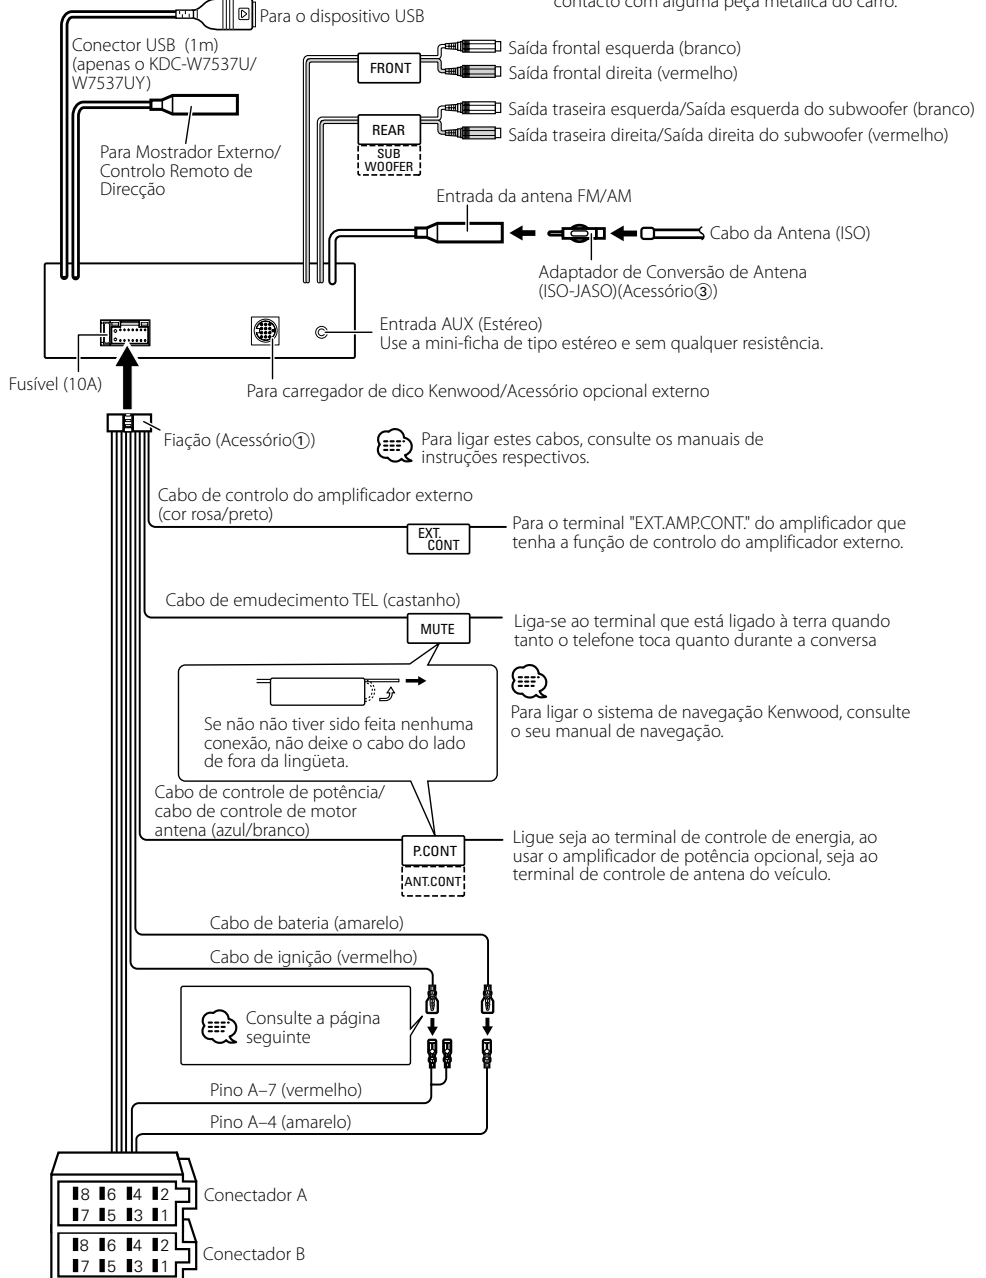 contacto com alguma peça metálica do carro.
Para o dispositivo USB
Conector USB (1m)
(apenas o KDC-W7537U/
W7537UY)
FRONT
Saída frontal esquerda (branco)
Saída frontal direita (vermelho)
REAR
SUB
WOOFER
Saída traseira esquerda/Saída esquerda do subwoofer (branco)
Saída traseira direita/Saída direita do subwoofer (vermelho)
Para Mostrador Externo/
Controlo Remoto de
Direcção
Entrada da antena FM/AM
Cabo da Antena (ISO)
Adaptador de Conversão de Antena
(ISO-JASO)(Acessório③)
Entrada AUX (Estéreo)
Use a mini-ficha de tipo estéreo e sem qualquer resistência.
Fusível (10A)
Para carregador de dico Kenwood/Acessório opcional externo
Fiação (Acessório①)
Para ligar estes cabos, consulte os manuais de
instruções respectivos.
Cabo de controlo do amplificador externo
(cor rosa/preto)
EXT.
CONT
Para o terminal "EXT.AMP.CONT." do amplificador que
tenha a função de controlo do amplificador externo.
Cabo de emudecimento TEL (castanho)
MUTE
Liga-se ao terminal que está ligado à terra quando
tanto o telefone toca quanto durante a conversa
Se não não tiver sido feita nenhuma
conexão, não deixe o cabo do lado
de fora da lingüeta.
Para ligar o sistema de navegação Kenwood, consulte
o seu manual de navegação.
Cabo de controle de potência/
cabo de controle de motor
antena (azul/branco)
P.CONT
ANT.CONT
Ligue seja ao terminal de controle de energia, ao
usar o amplificador de potência opcional, seja ao
terminal de controle de antena do veículo.
Cabo de bateria (amarelo)
Cabo de ignição (vermelho)
Consulte a página
seguinte
Pino A–7 (vermelho)
Pino A–4 (amarelo)
8 6 4 2
7 5 3 1
Conectador A
8 6 4 2
7 5 3 1
Conectador B